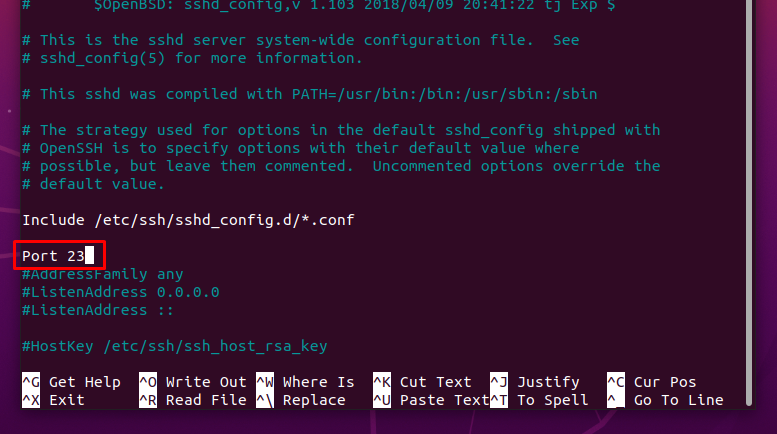 #       $OpenBSD: sshd_config,v 1.103 2018/04/09 20:41:22 tj Exp $
# This is the sshd server system-wide configuration file.  See
# sshd_config(5) for more information.
# This sshd was compiled with PATH=/usr/bin:/bin:/usr/sbin:/sbin
# The strategy used for options in the default sshd_config shipped with
# OpenSSH is to specify options with their default value where
# possible, but leave them commented.  Uncommented options override the
# default value.
Include /etc/ssh/sshd_config.d/*.conf
Port 23
#AddressFamily any
#ListenAddress 0.0.0.0
#ListenAddress ::
#HostKey /etc/ssh/ssh_host_rsa_key
^G Get Help  ^O Write Out ^W Where Is  ^K Cut Text  ^J Justify   ^C Cur Pos
^X Exit      ^R Read File ^\ Replace   ^U Paste Text^T To Spell  ^_ Go To Line